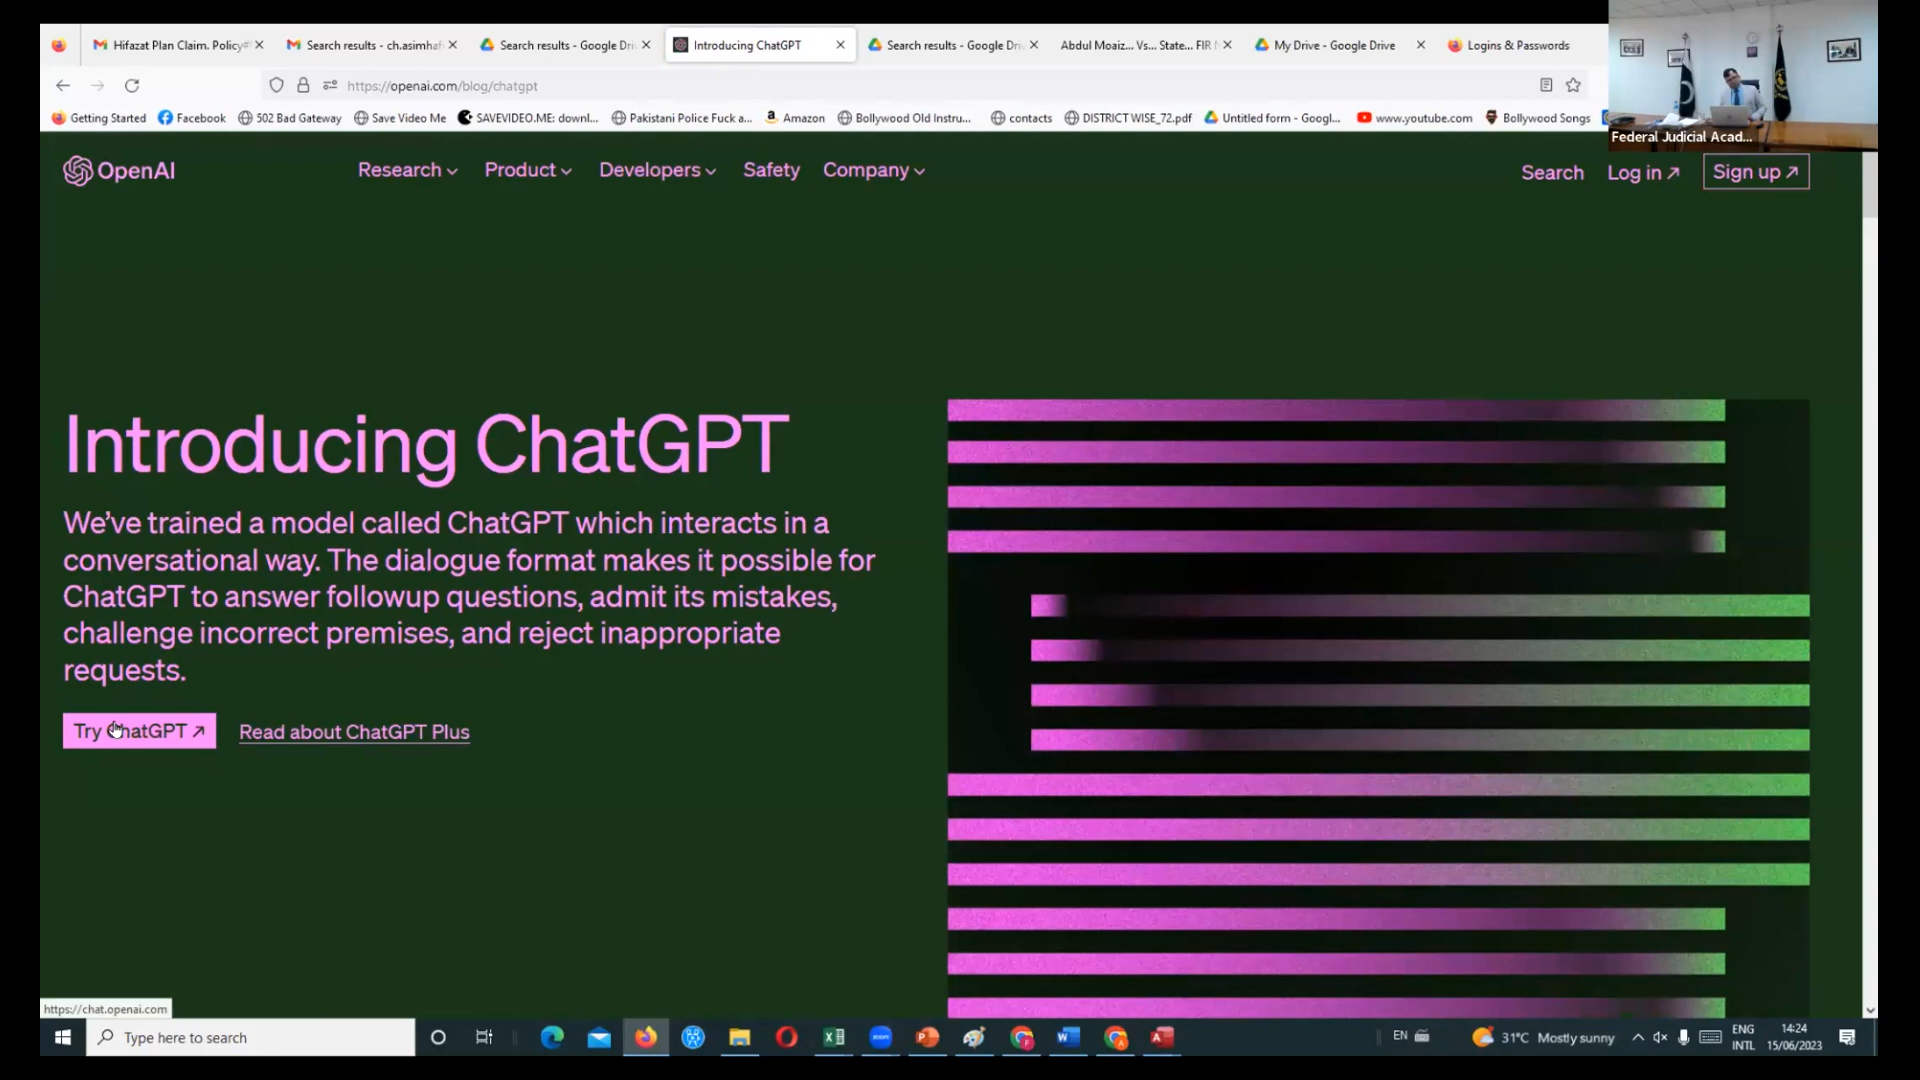 Hifazat Plan Claim. Policy#
Search results - ch.asimhaf
Search results - Google Dri
Introducing ChatGPT
Search results - Google Dri
Abdul Moaiz... Vs... State... FIR
My Drive - Google Drive
Logins & Passwords
https://openai.com/blog/chatgpt
Getting Started
Facebook
502 Bad Gateway
Save Video Me
SAVEVIDEO.ME: downl...
Pakistani Police Fuck a...
Amazon
Bollywood Old Instru...
contacts
DISTRICT WISE_72.pdf
Untitled form - Googl...
www.youtube.com
Bollywood Songs
Federal Judicial Acad...
OpenAI
Research
Product
Developers
Safety
Company
Search
Log in ↗
Sign up ↗
Introducing ChatGPT
We’ve trained a model called ChatGPT which interacts in a
conversational way. The dialogue format makes it possible for
ChatGPT to answer followup questions, admit its mistakes,
challenge incorrect premises, and reject inappropriate
requests.
Try ChatGPT ↗
Read about ChatGPT Plus
https://chat.openai.com
Type here to search
zoom
EN
31°C Mostly sunny
ENG
INTL
14:24
15/06/2023